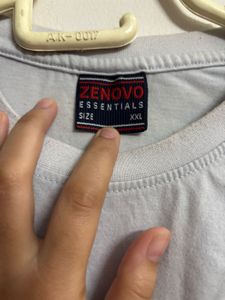 AK-0017
ZENOVO
ESSENTIALS
SIZE XXL